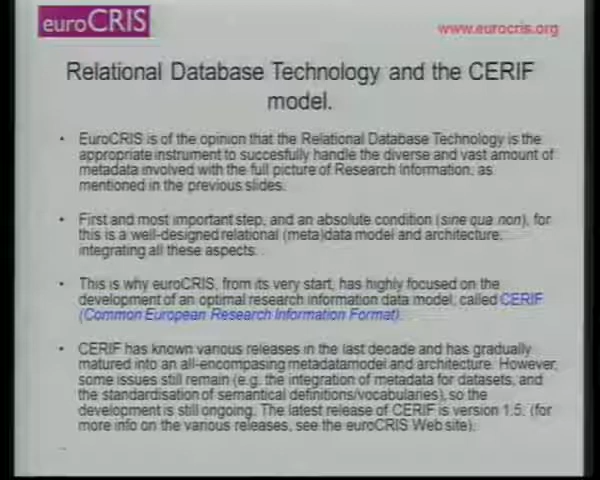 euroCRIS
www.eurocris.org
Relational Database Technology and the CERIF
model.
• EuroCRIS is of the opinion that the Relational Database Technology is the
appropriate instrument to succesfully handle the diverse and vast amount of
metadata involved with the full picture of Research Information, as
mentioned in the previous slides.
• First and most important step, and an absolute condition (sine qua non), for
this is a well-designed relational (meta)data model and architecture,
integrating all these aspects.
• This is why euroCRIS, from its very start, has highly focused on the
development of an optimal research information data model, called CERIF
(Common European Research Information Format).
• CERIF has known various releases in the last decade and has gradually
matured into an all-encompasing metadatamodel and architecture. However,
some issues still remain (e.g. the integration of metadata for datasets, and
the standardisation of semantical definitions/vocabularies), so the
development is still ongoing. The latest release of CERIF is version 1.5. (for
more info on the various releases, see the euroCRIS Website).